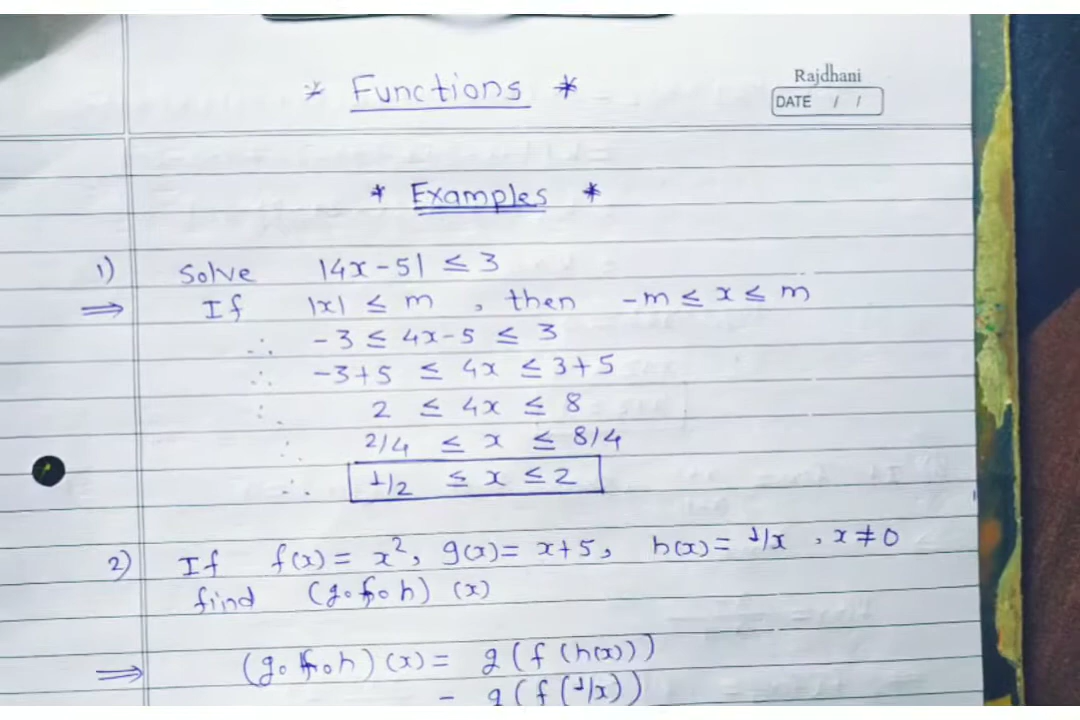 * Functions *
Rajdhani
DATE / /
* Examples *
1) Solve |4x-5| ≤ 3
⇒ If |x| ≤ m , then -m ≤ x ≤ m
∴ -3 ≤ 4x-5 ≤ 3
∴ -3+5 ≤ 4x ≤ 3+5
∴ 2 ≤ 4x ≤ 8
∴ 2/4 ≤ x ≤ 8/4
∴ 1/2 ≤ x ≤ 2
2) If f(x) = x², g(x) = x+5, h(x) = 1/x , x≠0
find (g∘f∘h) (x)
⇒ (g∘f∘h) (x) = g(f(h(x)))
= g(f(1/x))